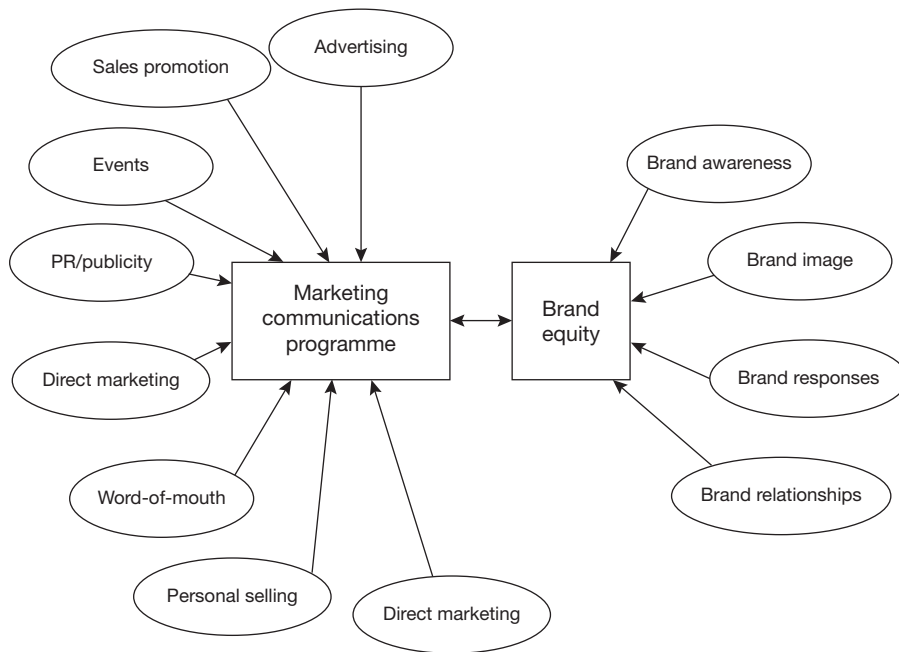 Advertising
Sales promotion
Events
Brand awareness
PR/publicity
Brand image
Marketing
communications
programme
Brand
equity
Direct marketing
Brand responses
Word-of-mouth
Brand relationships
Personal selling
Direct marketing